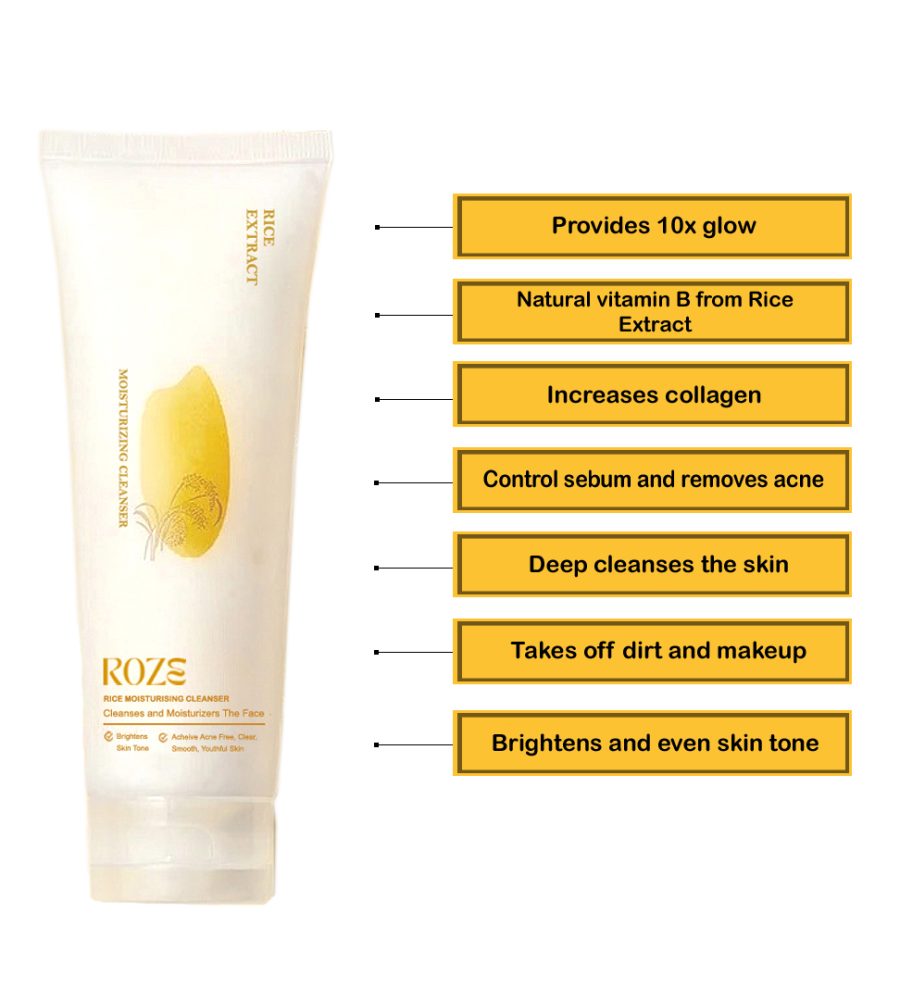 RICE
EXTRACT
MOISTURIZING CLEANSER
ROZE
RICE MOISTURISING CLEANSER
Cleanses and Moisturizers The Face
Brightens
Skin Tone
Acheive Acne Free, Clear,
Smooth, Youthful Skin
Provides 10x glow
Natural vitamin B from Rice
Extract
Increases collagen
Control sebum and removes acne
Deep cleanses the skin
Takes off dirt and makeup
Brightens and even skin tone